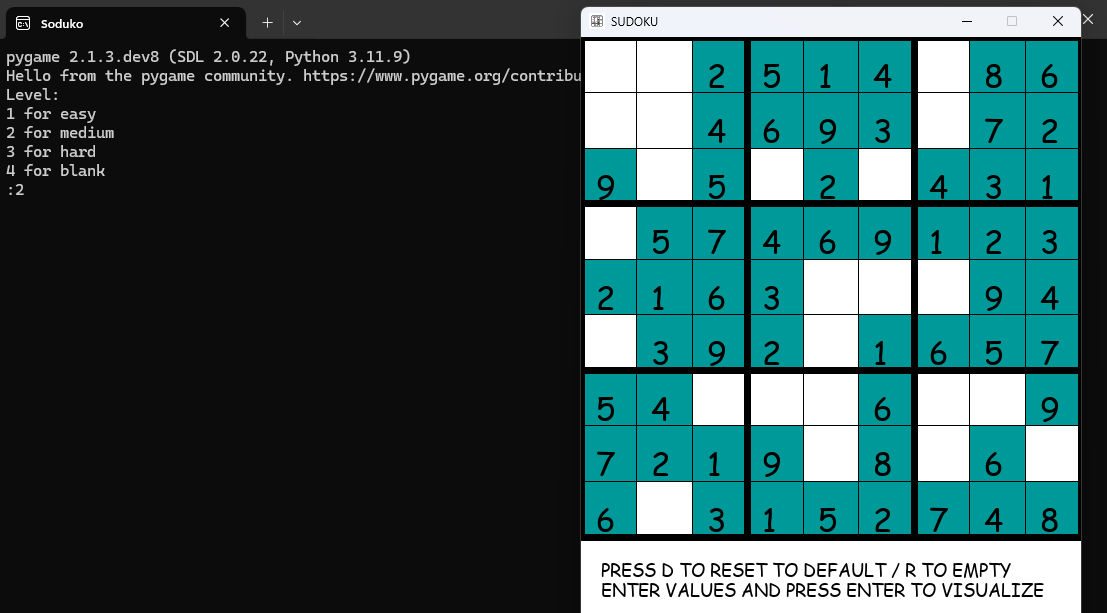 Soduko
pygame 2.1.3.dev8 (SDL 2.0.22, Python 3.11.9)
Hello from the pygame community. https://www.pygame.org/contribu
Level:
1 for easy
2 for medium
3 for hard
4 for blank
:2
SUDOKU
2 5 1 4 8 6
4 6 9 3 7 2
9 5 2 4 3 1
5 7 4 6 9 1 2 3
2 1 6 3 9 4
3 9 2 1 6 5 7
5 4 6 9
7 2 1 9 8 6
6 3 1 5 2 7 4 8
PRESS D TO RESET TO DEFAULT / R TO EMPTY
ENTER VALUES AND PRESS ENTER TO VISUALIZE